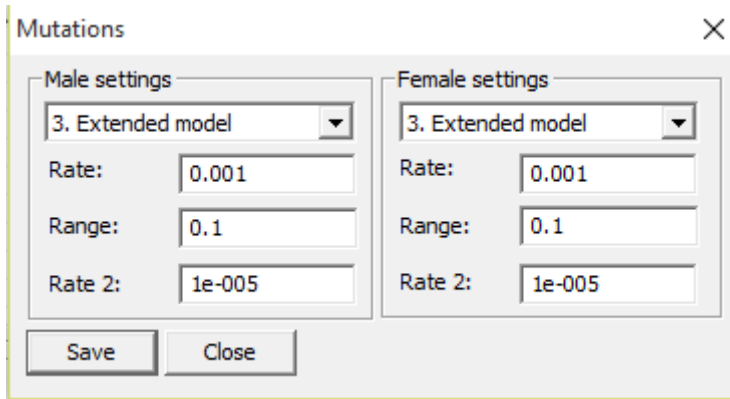 Mutations
Male settings
3. Extended model
Rate: 0.001
Range: 0.1
Rate 2: 1e-005
Female settings
3. Extended model
Rate: 0.001
Range: 0.1
Rate 2: 1e-005
Save Close